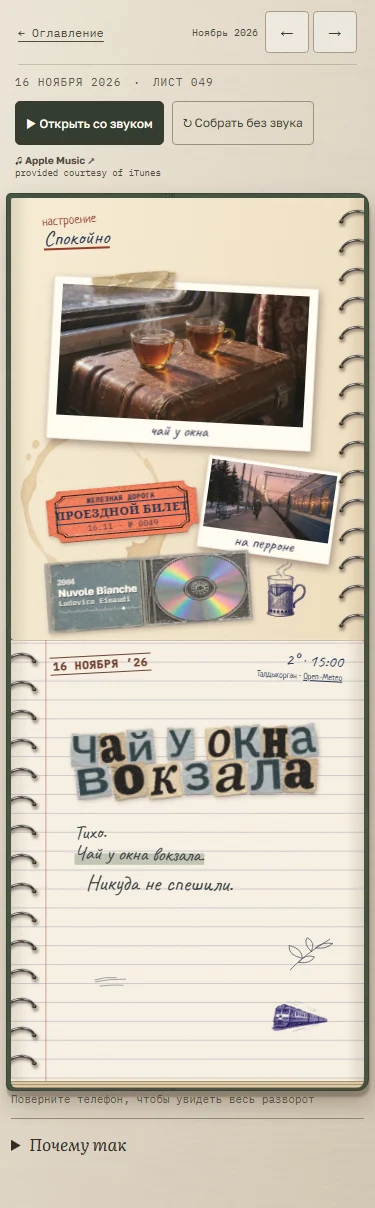 ← Оглавление
Ноябрь 2026
←
→
16 НОЯБРЯ 2026 · ЛИСТ 049
▶ Открыть со звуком
↻ Собрать без звука
♫ Apple Music ↗
provided courtesy of iTunes
настроение
Спокойно
чай у окна
ЖЕЛЕЗНАЯ ДОРОГА
ПРОЕЗДНОЙ БИЛЕТ
16.11 · № 0049
на перроне
2004
Nuvole Bianche
Ludovico Einaudi
16 НОЯБРЯ '26
2° · 15:00
Талдыкорган · Open-Meteo
чай у окна
вокзала
Тихо.
Чай у окна вокзала.
Никуда не спешили.
Поверните телефон, чтобы увидеть весь разворот
▶ Почему так